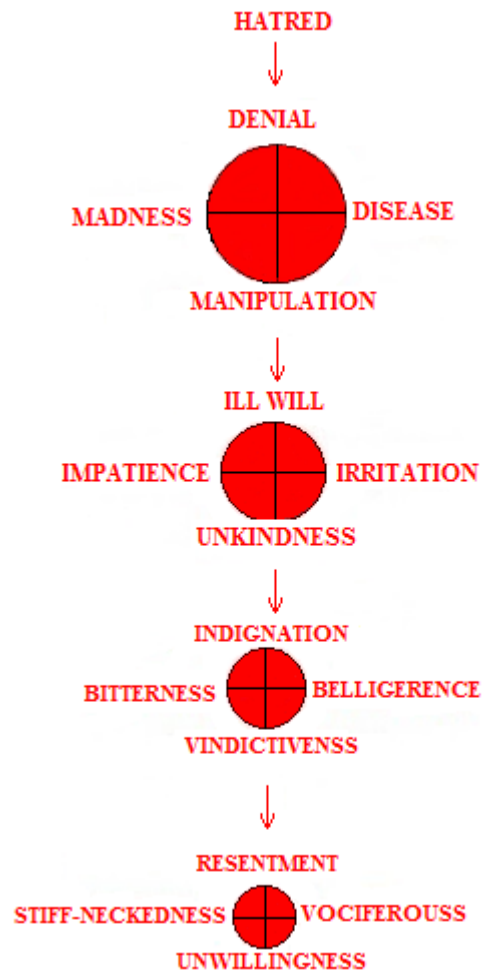 HATRED
DENIAL
MADNESS DISEASE
MANIPULATION
ILL WILL
IMPATIENCE IRRITATION
UNKINDNESS
INDIGNATION
BITTERNESS BELLIGERENCE
VINDICTIVENSS
RESENTMENT
STIFF-NECKEDNESS VOCIFEROUSS
UNWILLINGNESS